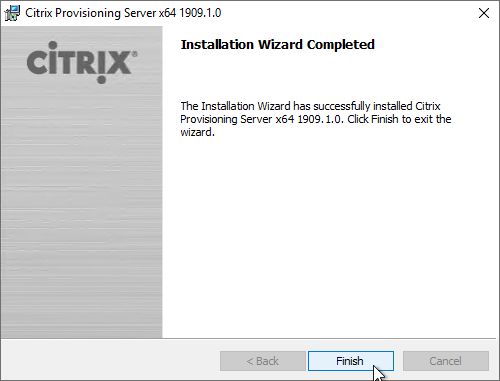 Citrix Provisioning Server x64 1909.1.0
CITRIX®
Installation Wizard Completed
The Installation Wizard has successfully installed Citrix
Provisioning Server x64 1909.1.0. Click Finish to exit the
wizard.
< Back
Finish
Cancel